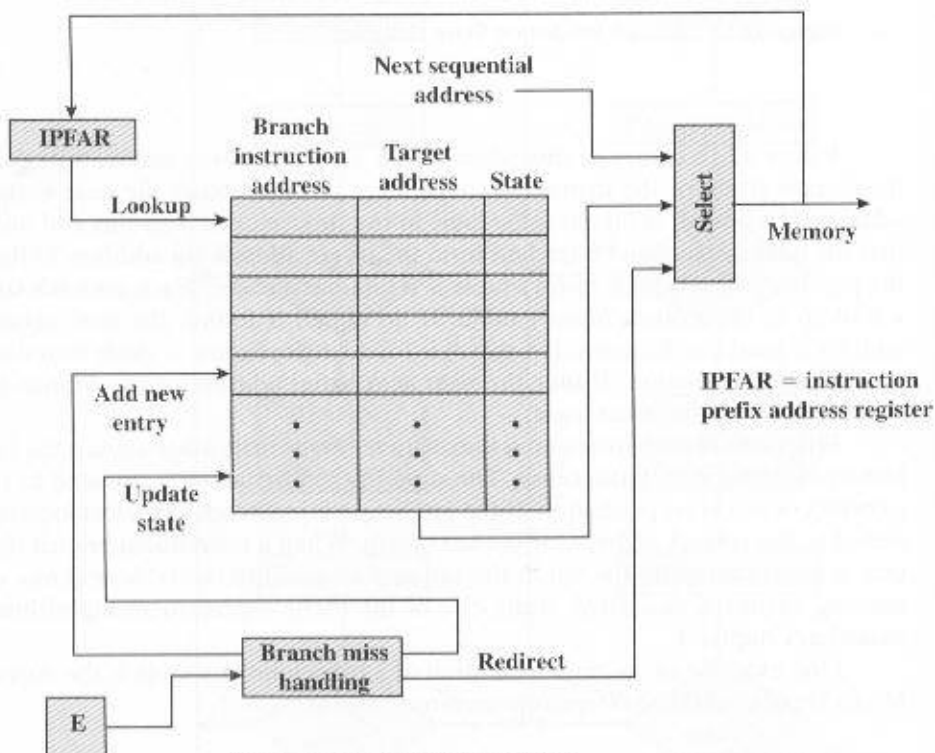 Next sequential
address
IPFAR
Branch
instruction
address
Target
address
State
Lookup
Select
Memory
Add new
entry
IPFAR = instruction
prefix address register
Update
state
Branch miss
handling
Redirect
E